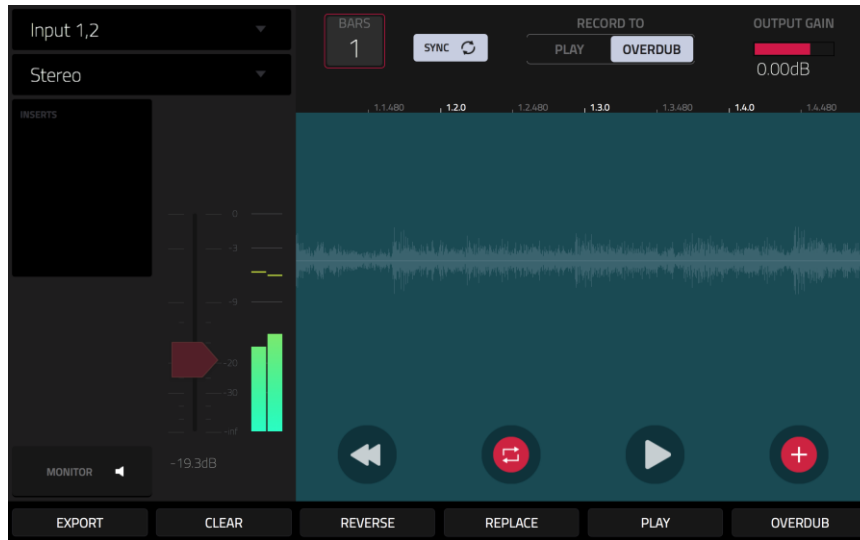 Input 1,2
Stereo
INSERTS
0
-3
-9
-20
-30
-inf
-19.3dB
MONITOR
BARS
1
SYNC
RECORD TO
PLAY OVERDUB
OUTPUT GAIN
0.00dB
1.1.480 1.2.0 1.2.480 1.3.0 1.3.480 1.4.0 1.4.480
EXPORT CLEAR REVERSE REPLACE PLAY OVERDUB